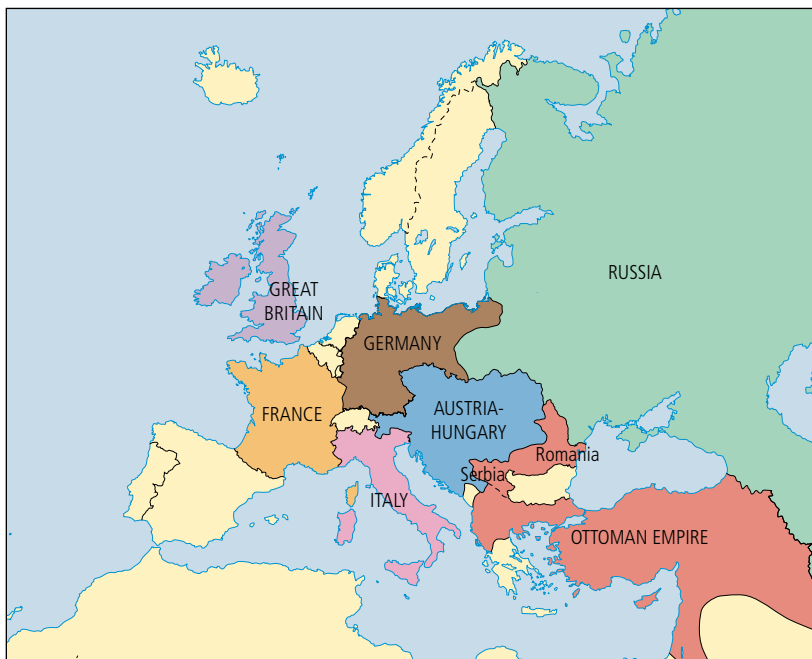 RUSSIA
GREAT
BRITAIN
GERMANY
FRANCE
AUSTRIA-
HUNGARY
Romania
Serbia
ITALY
OTTOMAN EMPIRE